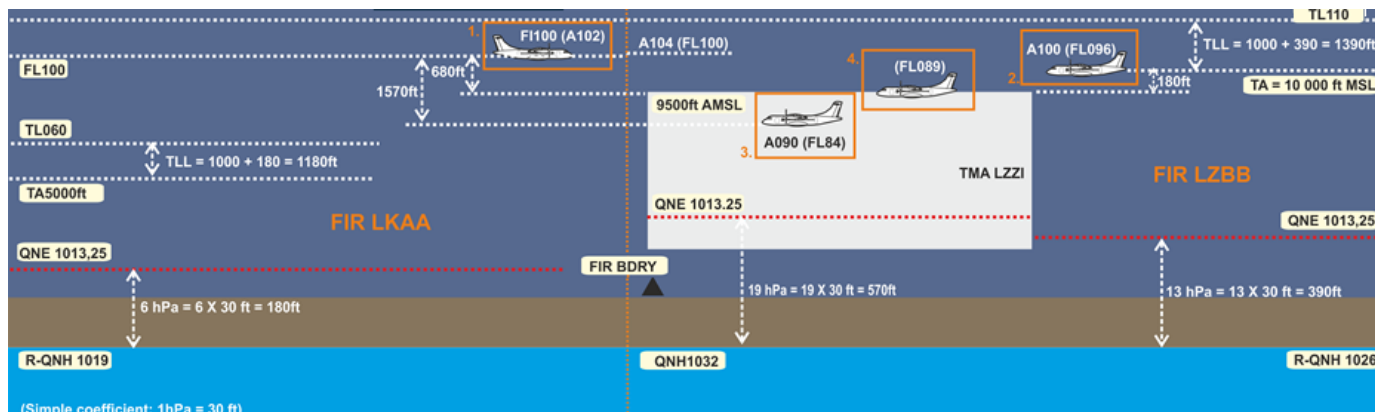 TL110
1.
FI100 (A102)
A104 (FL100)
4.
(FL089)
A100 (FL096)
2.
TLL = 1000 + 390 = 1390ft
FL100
680ft
1570ft
180ft
TA = 10 000 ft MSL
9500ft AMSL
TL060
A090 (FL84)
3.
TLL = 1000 + 180 = 1180ft
TMA LZZI
FIR LZBB
TA5000ft
QNE 1013.25
FIR LKAA
QNE 1013,25
QNE 1013,25
FIR BDRY
6 hPa = 6 X 30 ft = 180ft
19 hPa = 19 X 30 ft = 570ft
13 hPa = 13 X 30 ft = 390ft
R-QNH 1019
QNH1032
R-QNH 1026
(Simple coefficient: 1hPa = 30 ft)